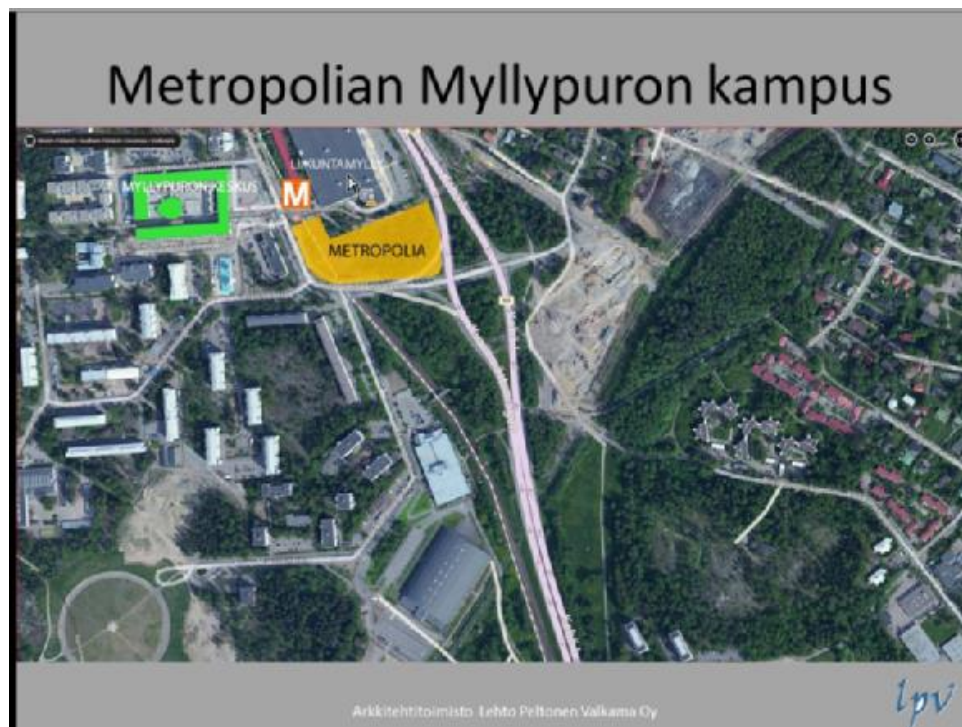 Metropolian Myllypuron kampus
LIIKUNTAMYLLY
MYLLYPURON KESKUS
M
METROPOLIA
Arkkitehtitoimisto Lehto Peltonen Valkama Oy
lpv